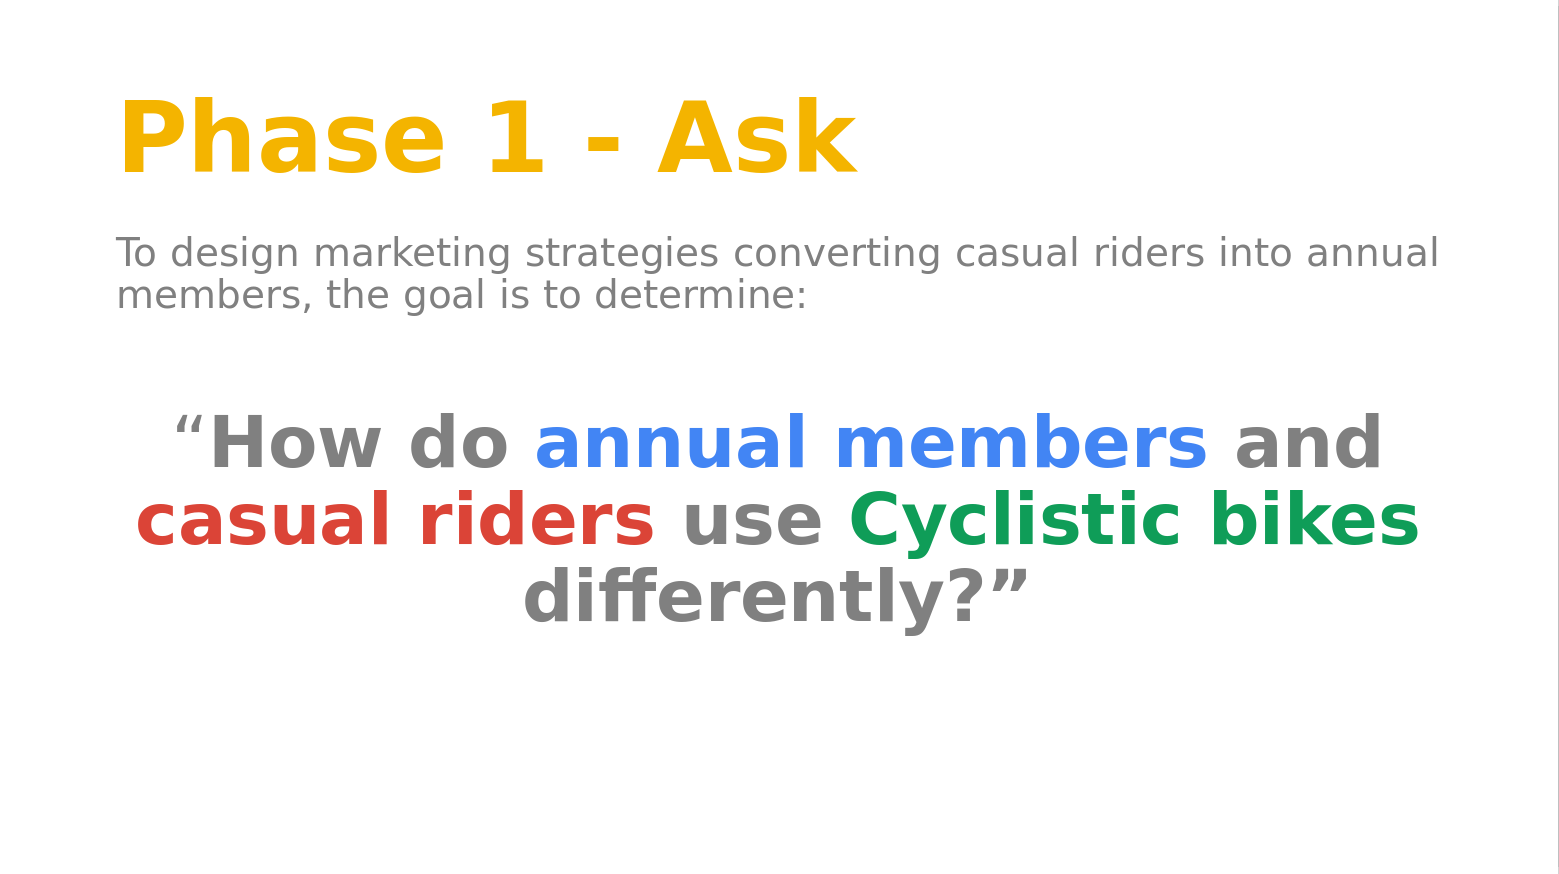 Phase 1 - Ask
To design marketing strategies converting casual riders into annual
members, the goal is to determine:
“How do annual members and
casual riders use Cyclistic bikes
differently?”